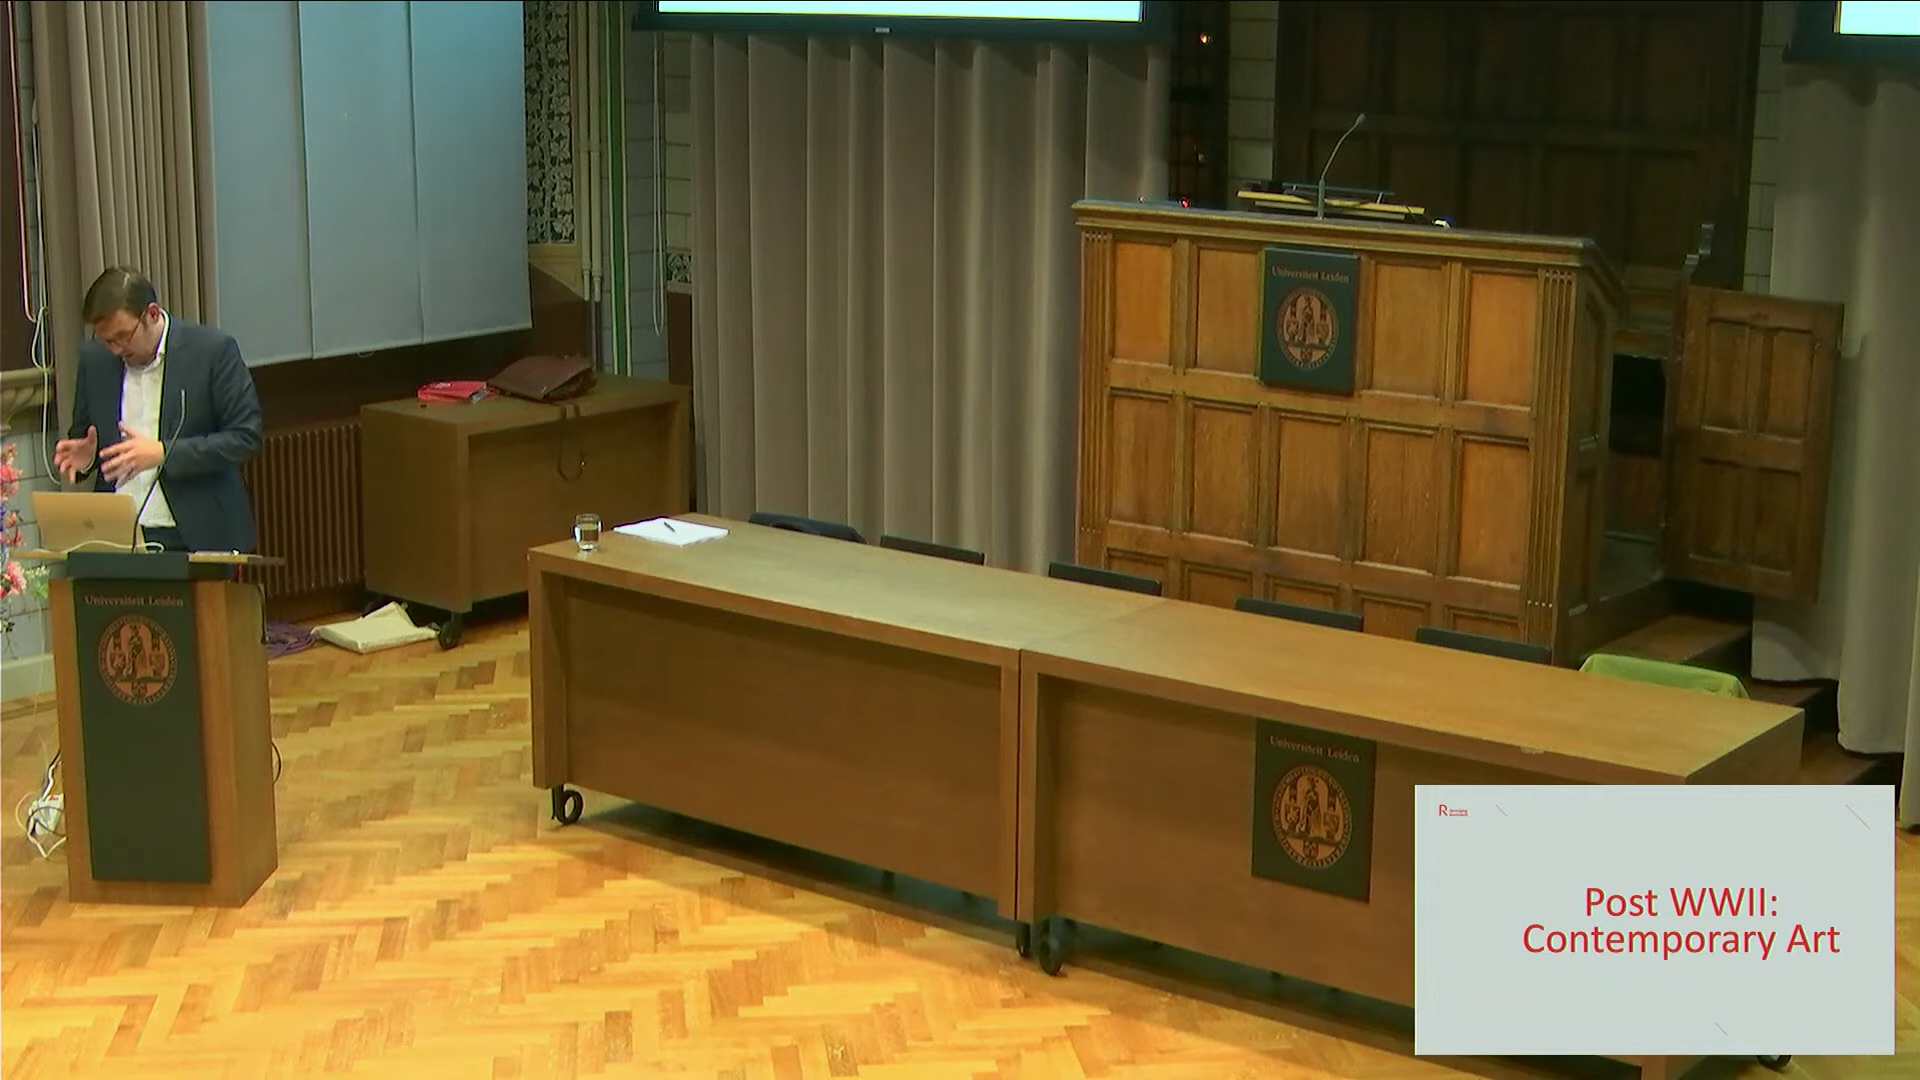 Universiteit Leiden
Universiteit Leiden
Universiteit Leiden
R
Post WWII:
Contemporary Art